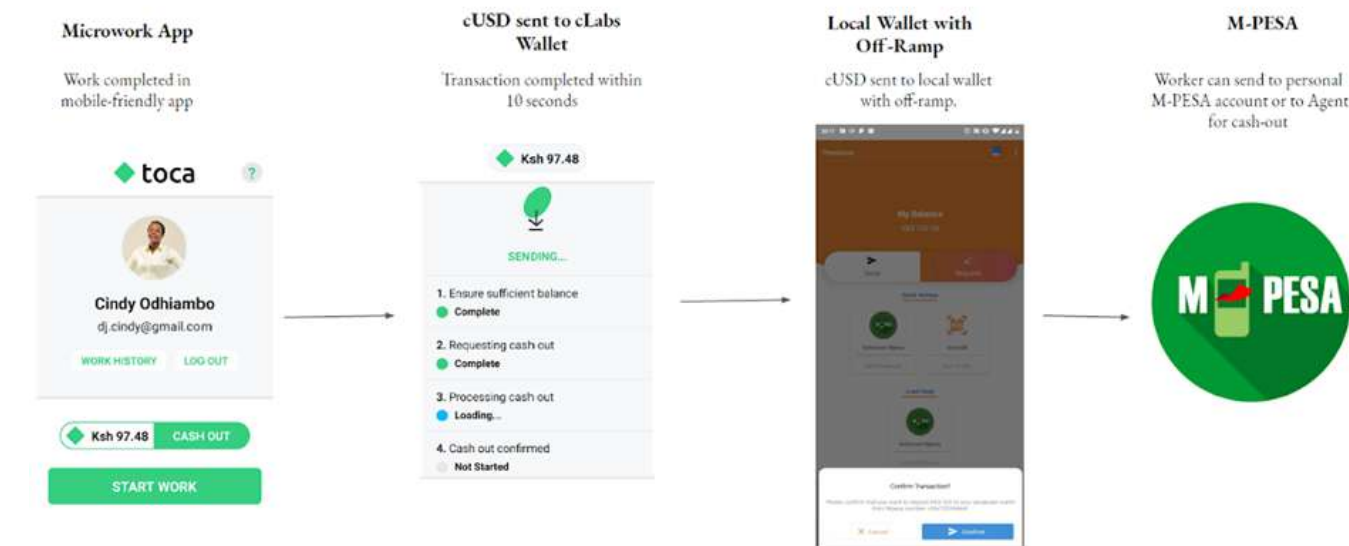 Microwork App
Work completed in
mobile-friendly app
toca
?
Cindy Odhiambo
dj.cindy@gmail.com
WORK HISTORY LOG OUT
Ksh 97.48 CASH OUT
START WORK
cUSD sent to cLabs
Wallet
Transaction completed within
10 seconds
Ksh 97.48
SENDING...
1. Ensure sufficient balance
Complete
2. Requesting cash out
Complete
3. Processing cash out
Loading...
4. Cash out confirmed
Not Started
Local Wallet with
Off-Ramp
cUSD sent to local wallet
with off-ramp.
My Balance
Confirm Transaction?
Cancel
M-PESA
Worker can send to personal
M-PESA account or to Agent
for cash-out
M PESA